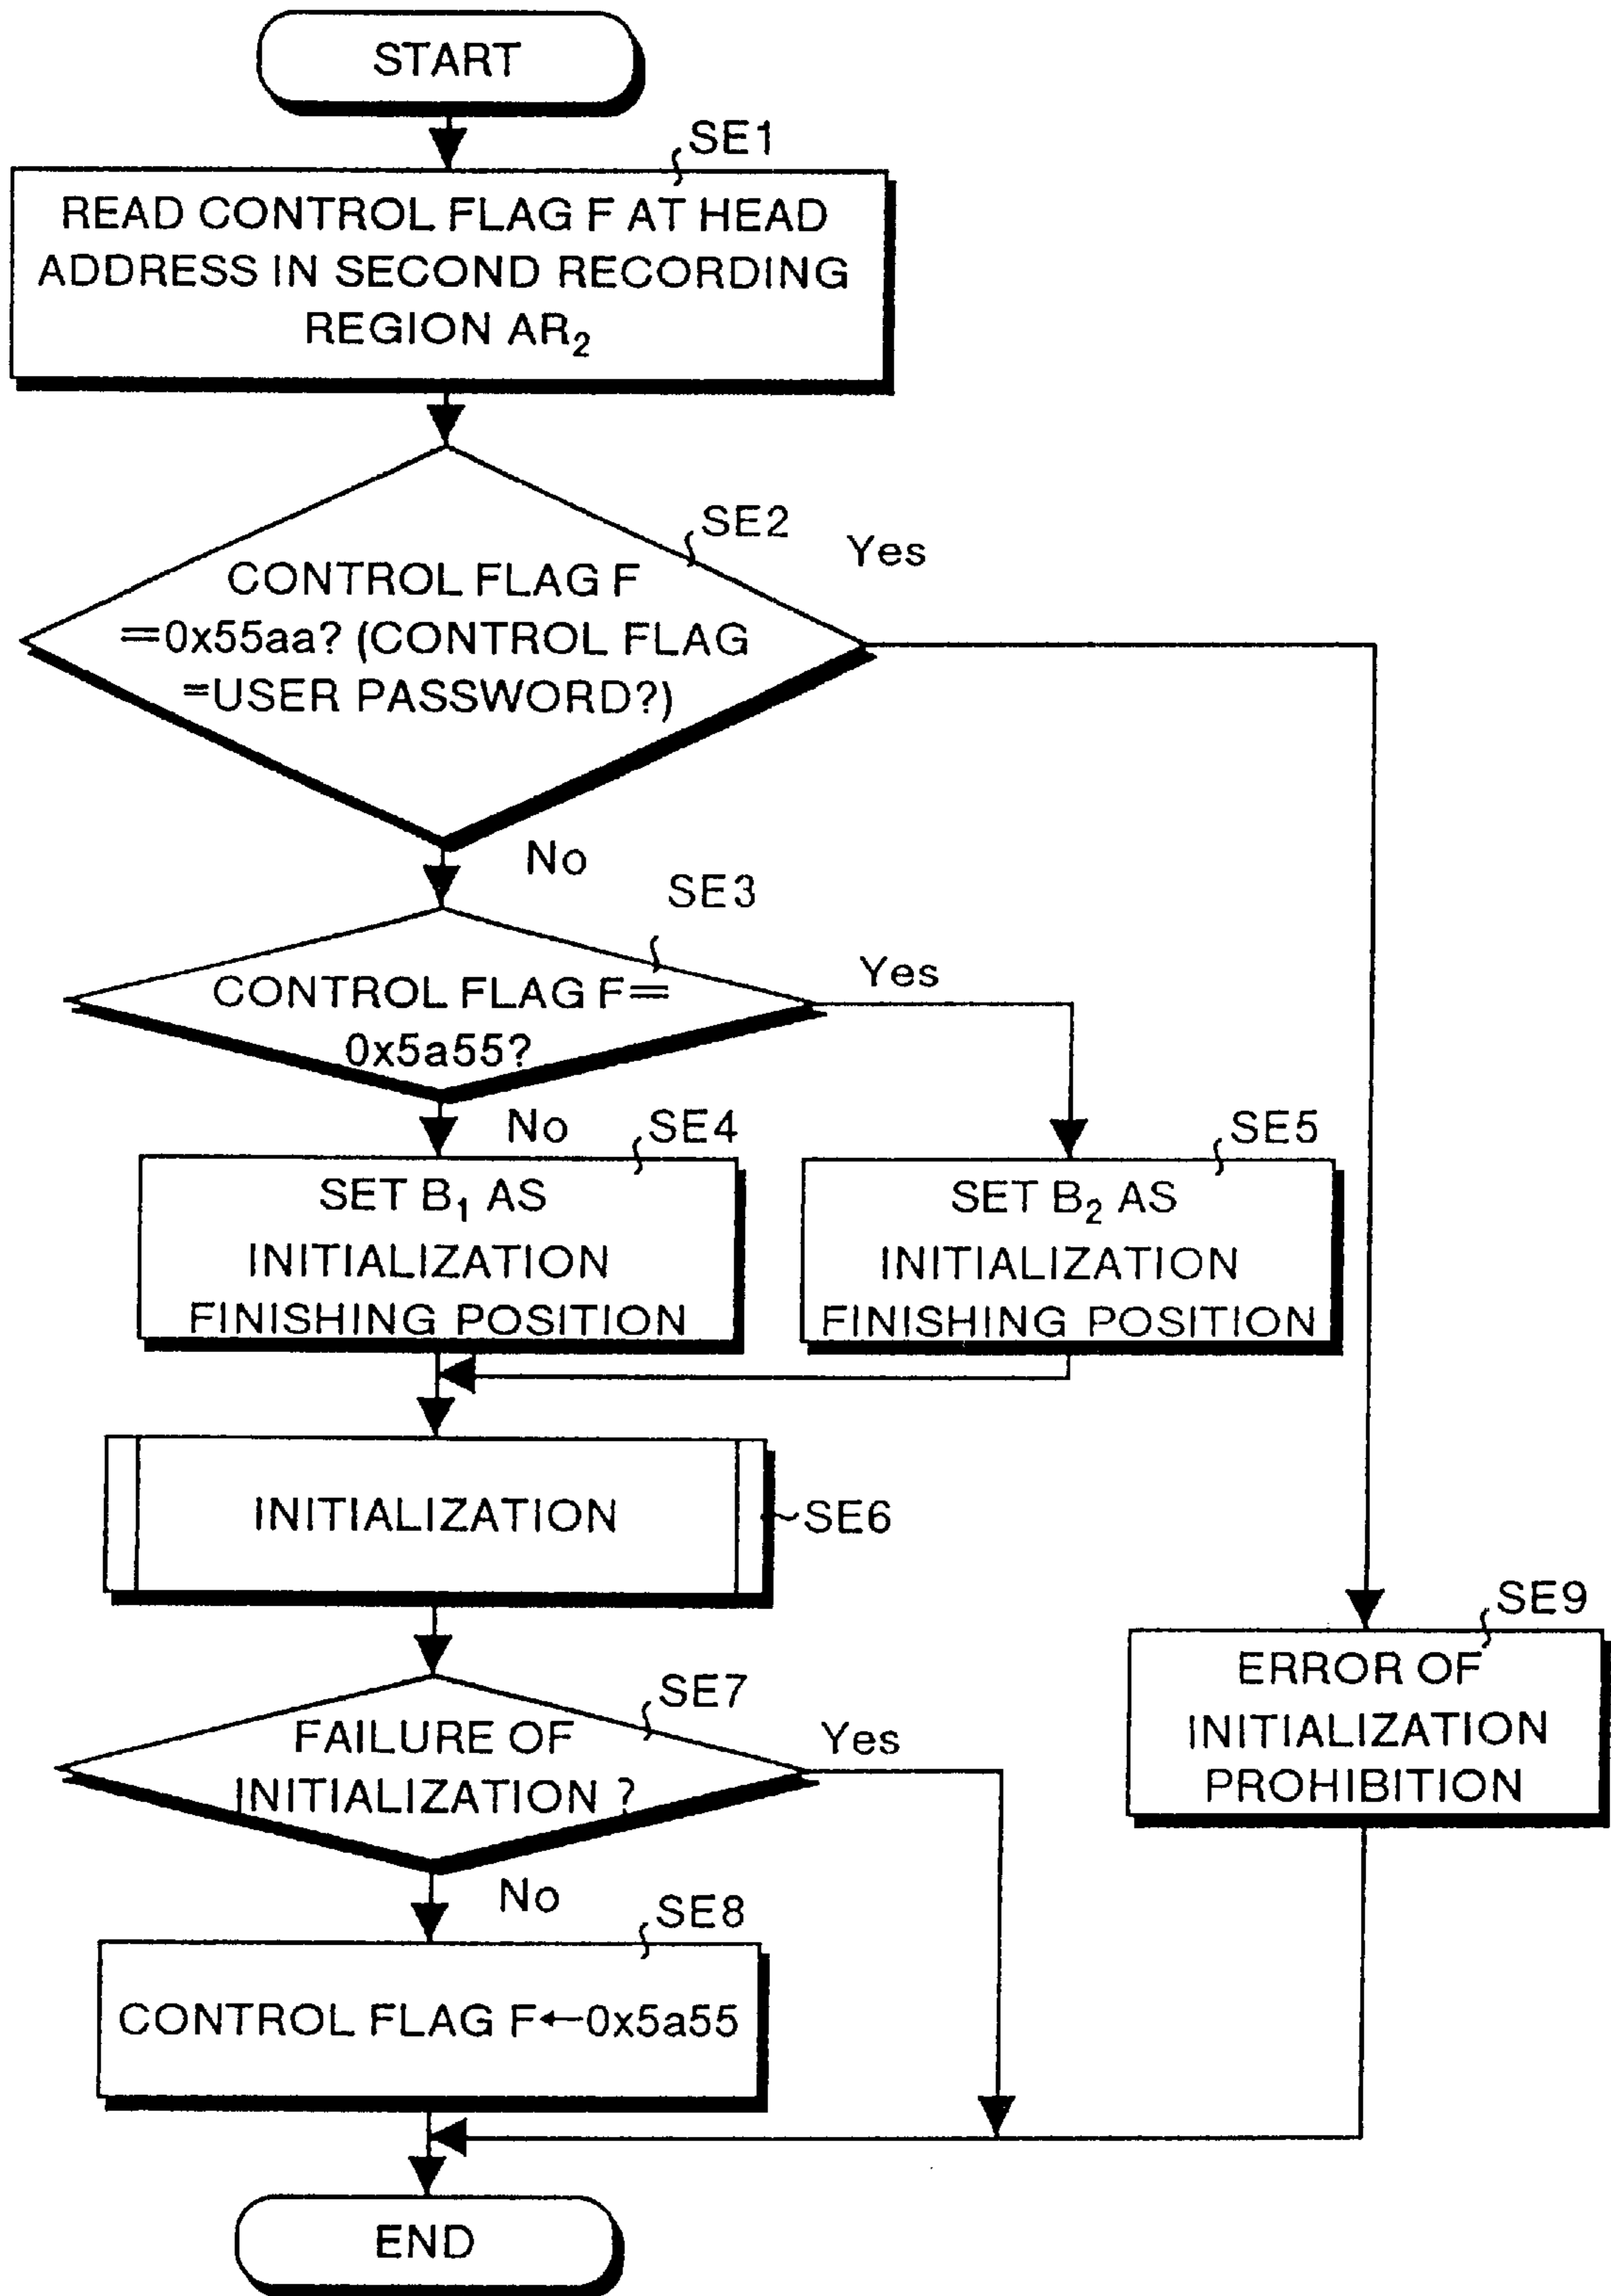 START
SE1
READ CONTROL FLAG F AT HEAD
ADDRESS IN SECOND RECORDING
REGION AR₂
SE2
Yes
CONTROL FLAG F
=0x55aa? (CONTROL FLAG
=USER PASSWORD?)
No
SE3
Yes
CONTROL FLAG F=
0x5a55?
No
SE4
SE5
SET B₁ AS
INITIALIZATION
FINISHING POSITION
SET B₂ AS
INITIALIZATION
FINISHING POSITION
INITIALIZATION
SE6
SE9
ERROR OF
INITIALIZATION
PROHIBITION
SE7
Yes
FAILURE OF
INITIALIZATION ?
No
SE8
CONTROL FLAG F←0x5a55
END